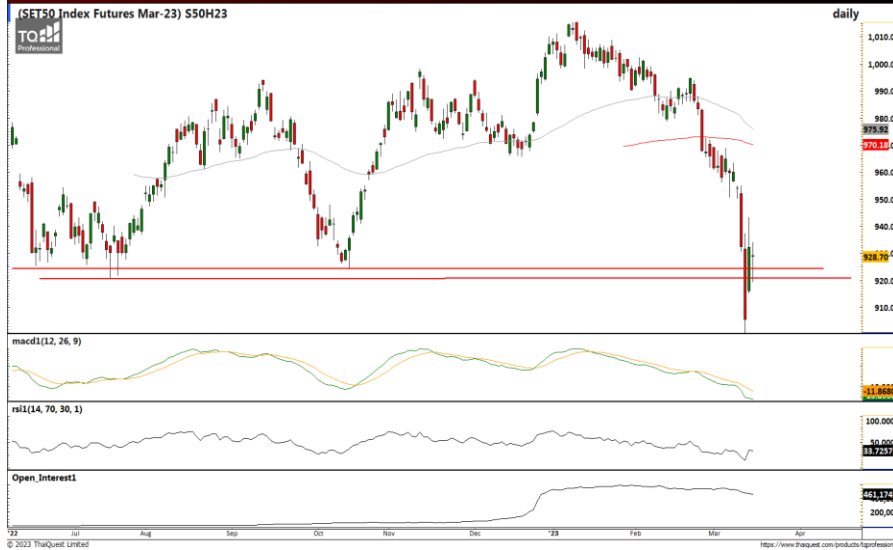 (SET50 Index Futures Mar-23) S50H23
daily
TQ
Professional
1,010.0
1,000.0
990.0
980.0
975.92
970.18
960.0
950.0
940.0
928.70
920.0
910.0
macd1(12, 26, 9)
-11.8680
rsi1(14, 70, 30, 1)
100.000
50.000
33.7257
Open_Interest1
461,174
200,00
'22
Jul
Aug
Sep
Oct
Nov
Dec
'23
Feb
Mar
Apr
© 2023 ThaiQuest Limited
https://www.thaiquest.com/products/tqprofession